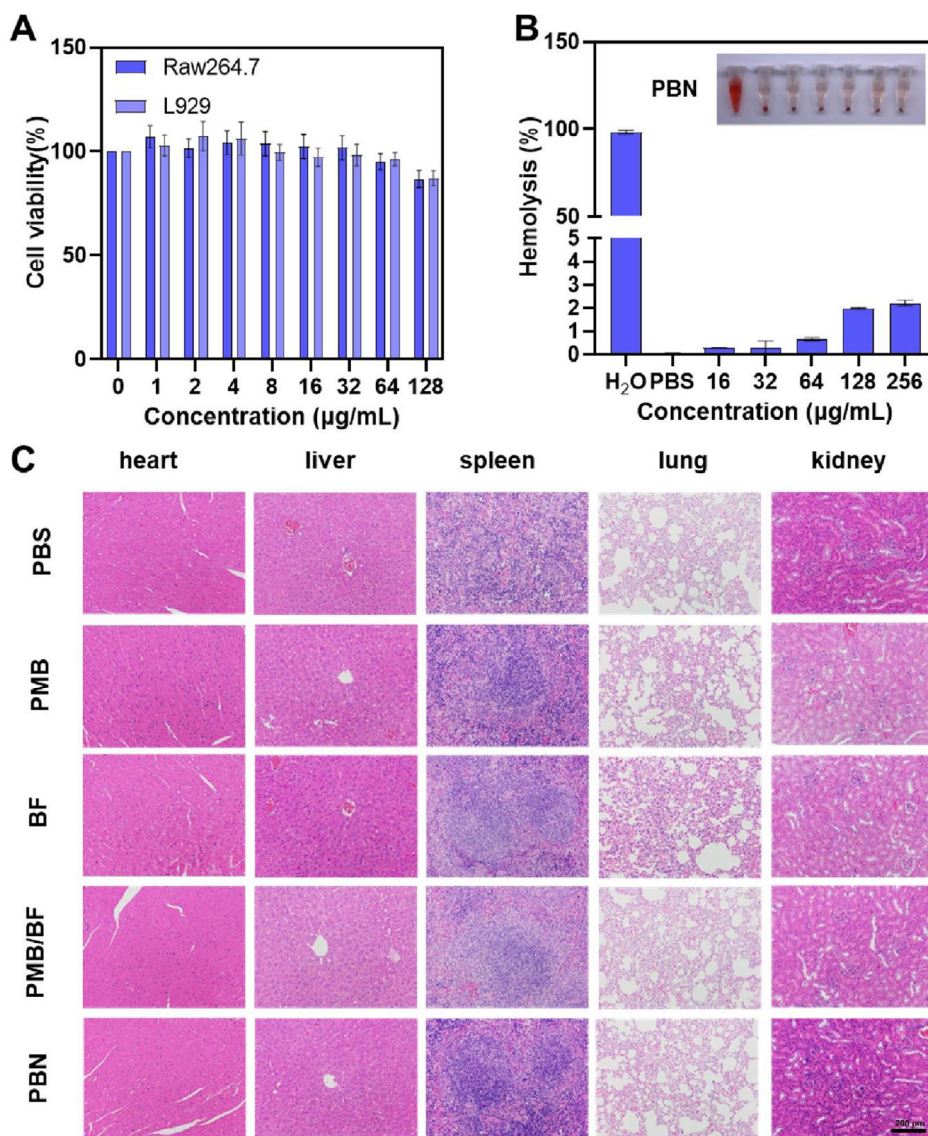 A
150
100
50
0
Cell viability(%)
Raw264.7
L929
0 1 2 4 8 16 32 64 128
Concentration (µg/mL)
B
150
100
50
5
4
3
2
1
0
Hemolysis (%)
PBN
H₂O PBS 16 32 64 128 256
Concentration (µg/mL)
C
heart liver spleen lung kidney
PBS
PMB
BF
PMB/BF
PBN
200 µm